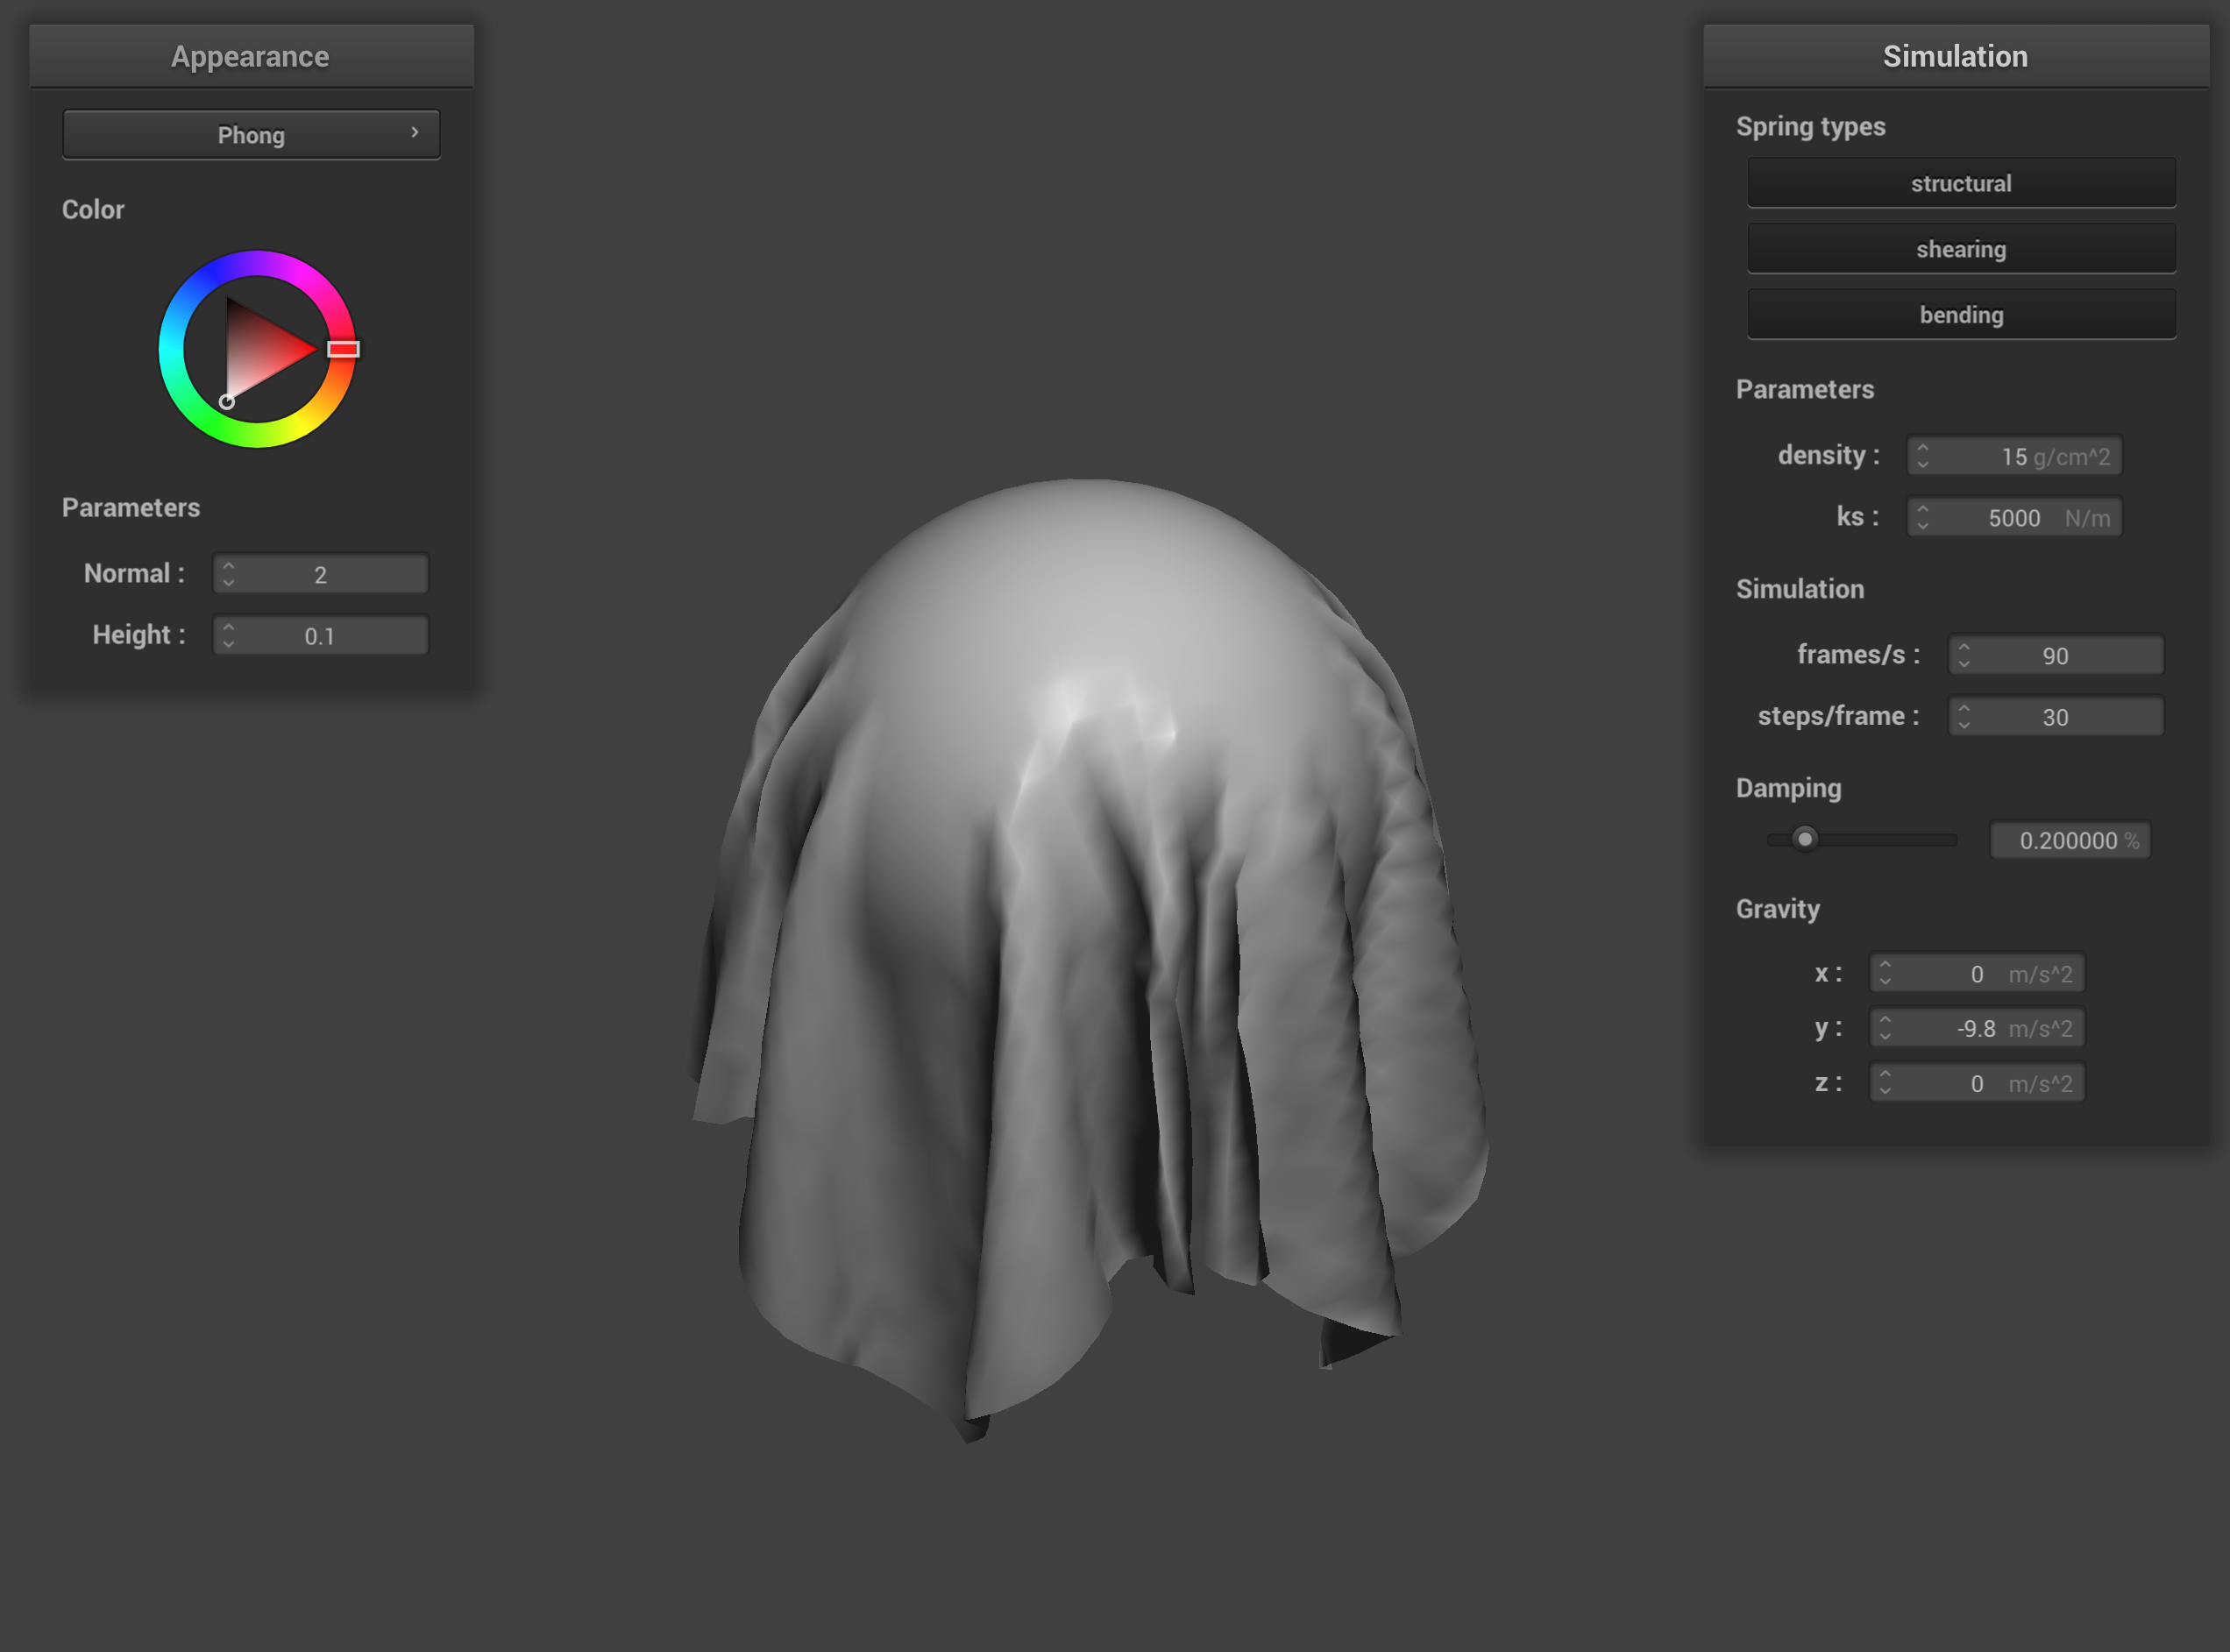 Appearance
Phong
Color
Parameters
Normal : 2
Height : 0.1
Simulation
Spring types
structural
shearing
bending
Parameters
density : 15 g/cm^2
ks : 5000 N/m
Simulation
frames/s : 90
steps/frame : 30
Damping
0.200000 %
Gravity
x : 0 m/s^2
y : -9.8 m/s^2
z : 0 m/s^2